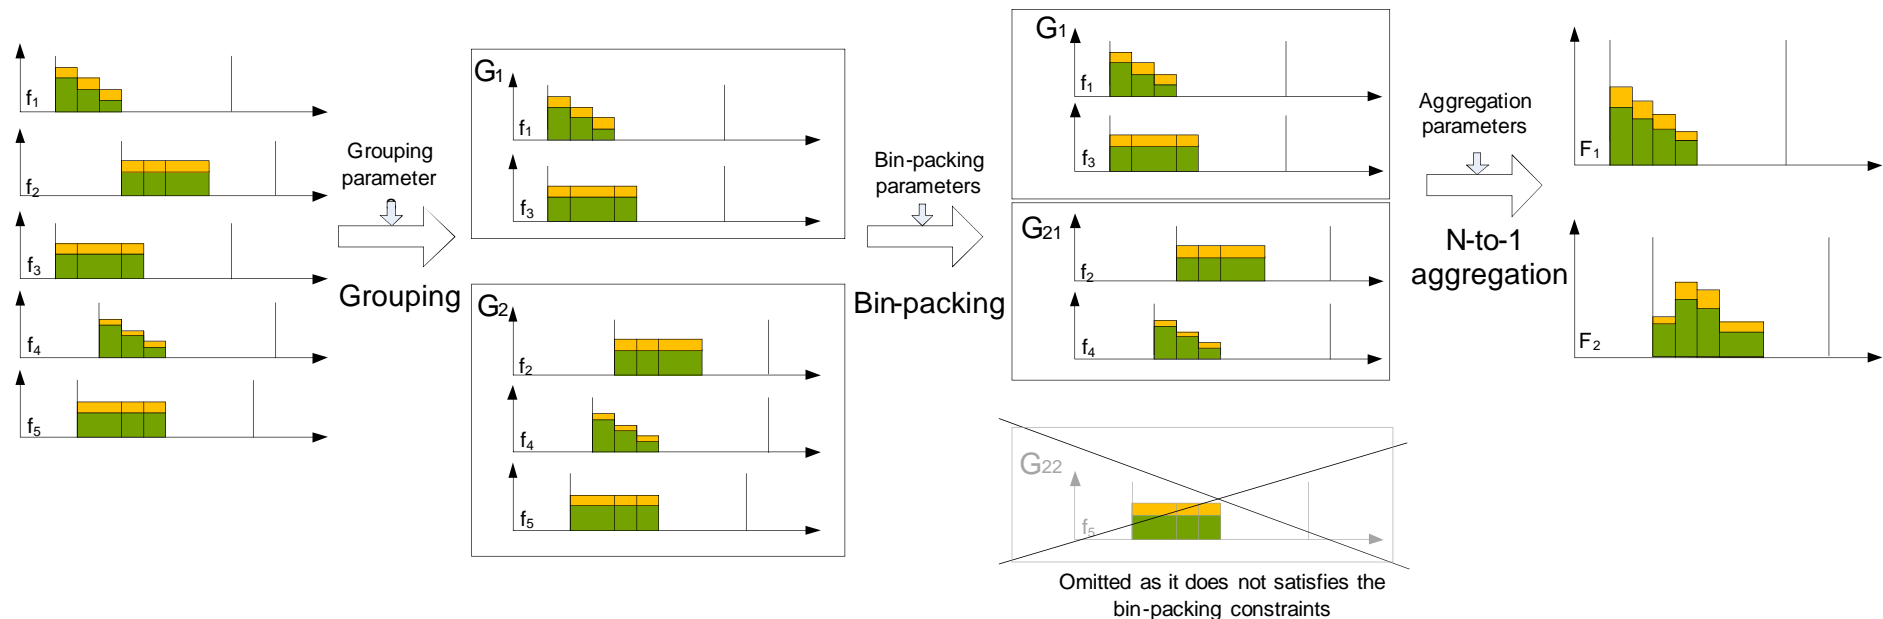 f1
f2
f3
f4
f5
Grouping
parameter
Grouping
G1
f1
f3
G2
f2
f4
f5
Bin-packing
parameters
Bin-packing
G1
f1
f3
G21
f2
f4
G22
f5
Omitted as it does not satisfies the
bin-packing constraints
Aggregation
parameters
N-to-1
aggregation
F1
F2